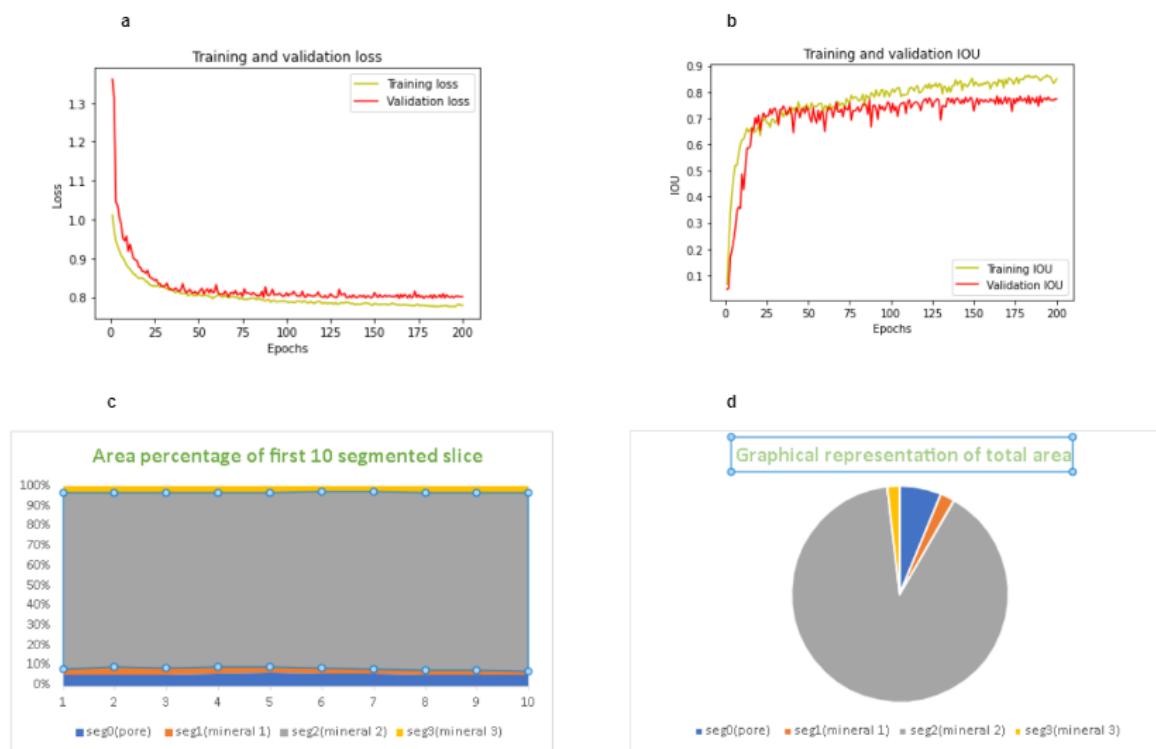 a
Training and validation loss
Training loss
Validation loss
1.3
1.2
1.1
1.0
0.9
0.8
Loss
0 25 50 75 100 125 150 175 200
Epochs
b
Training and validation IOU
0.9
0.8
0.7
0.6
0.5
0.4
0.3
0.2
0.1
IOU
Training IOU
Validation IOU
0 25 50 75 100 125 150 175 200
Epochs
c
Area percentage of first 10 segmented slice
100%
90%
80%
70%
60%
50%
40%
30%
20%
10%
0%
1 2 3 4 5 6 7 8 9 10
seg0(pore) seg1(mineral 1) seg2(mineral 2) seg3(mineral 3)
d
Graphical representation of total area
seg0(pore) seg1(mineral 1) seg2(mineral 2) seg3(mineral 3)